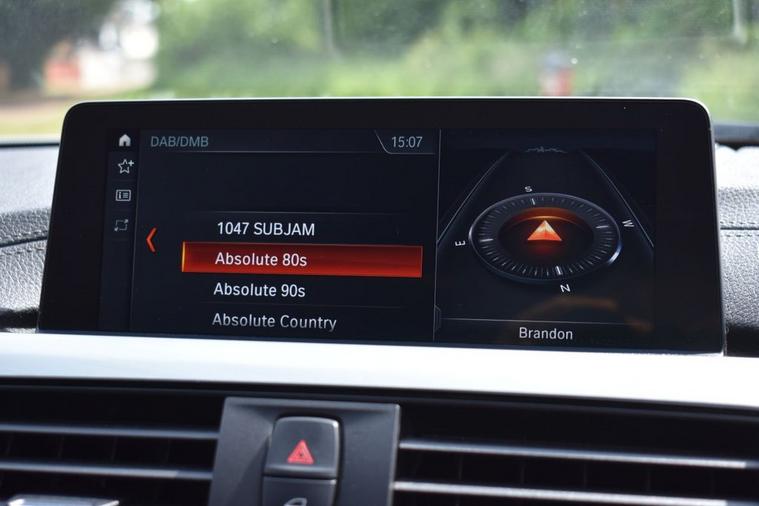 DAB/DMB 15:07
1047 SUBJAM
Absolute 80s
Absolute 90s
Absolute Country
S
W
E
N
Brandon